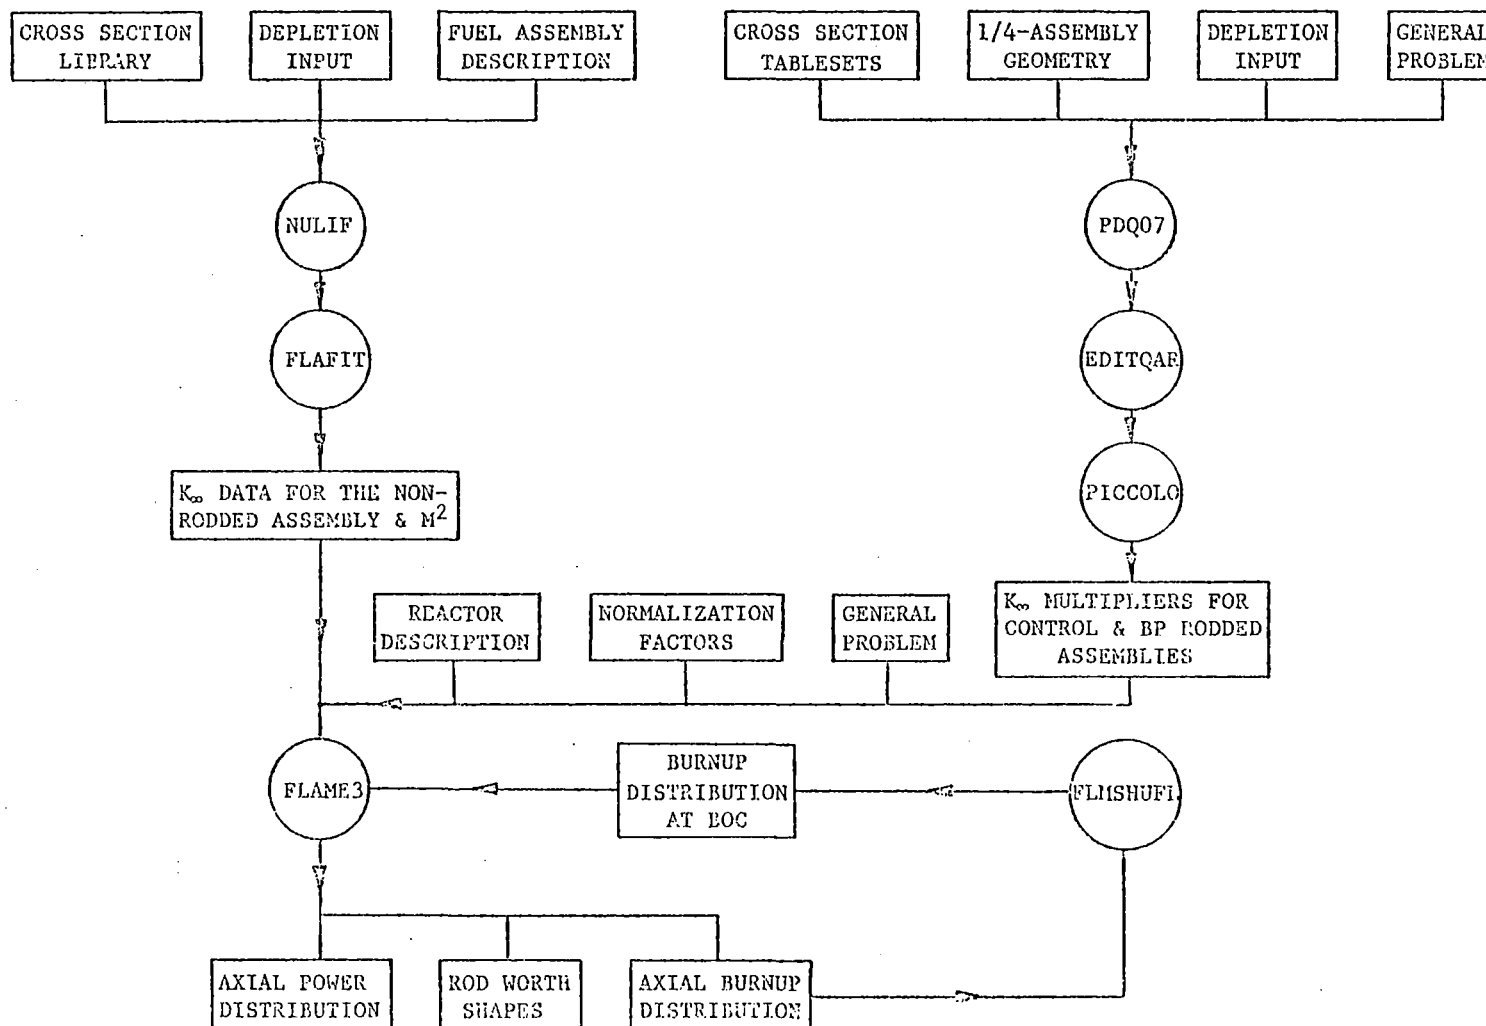 CROSS SECTION
LIBRARY
DEPLETION
INPUT
FUEL ASSEMBLY
DESCRIPTION
CROSS SECTION
TABLESETS
1/4-ASSEMBLY
GEOMETRY
DEPLETION
INPUT
GENERAL
PROBLEM
NULIF
PDQ07
FLAFIT
EDITQAR
PICCOLO
K∞ DATA FOR THE NON-
RODDED ASSEMBLY & M²
REACTOR
DESCRIPTION
NORMALIZATION
FACTORS
GENERAL
PROBLEM
K∞ MULTIPLIERS FOR
CONTROL & BP RODDED
ASSEMBLIES
FLAME3
BURNUP
DISTRIBUTION
AT BOC
FLMSHUFL
AXIAL POWER
DISTRIBUTION
ROD WORTH
SHAPES
AXIAL BURNUP
DISTRIBUTION